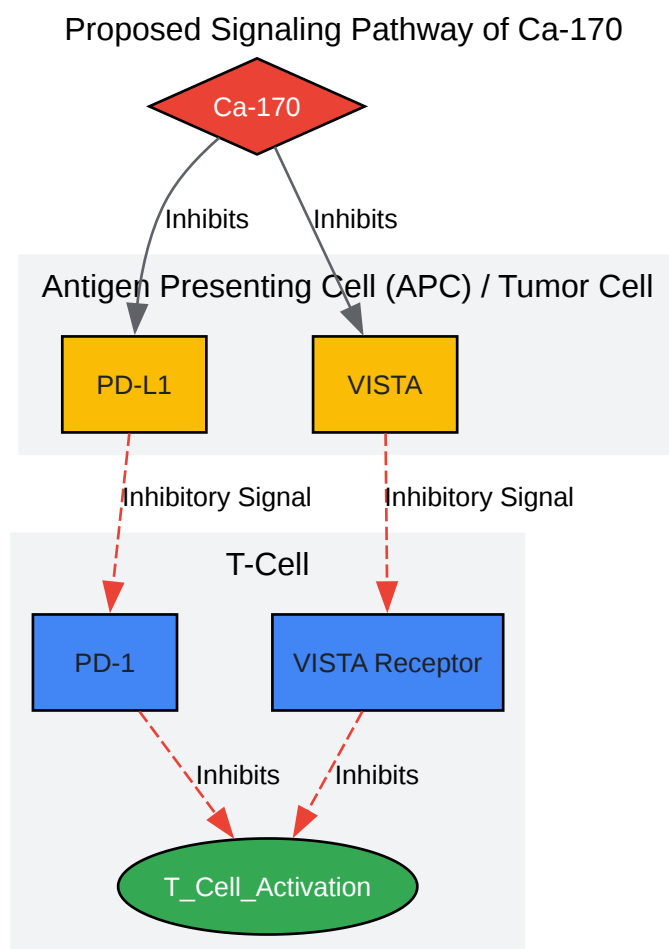 Proposed Signaling Pathway of Ca-170
Ca-170
Inhibits
Inhibits
Antigen Presenting Cell (APC) / Tumor Cell
PD-L1
VISTA
Inhibitory Signal
Inhibitory Signal
T-Cell
PD-1
VISTA Receptor
Inhibits
Inhibits
T_Cell_Activation